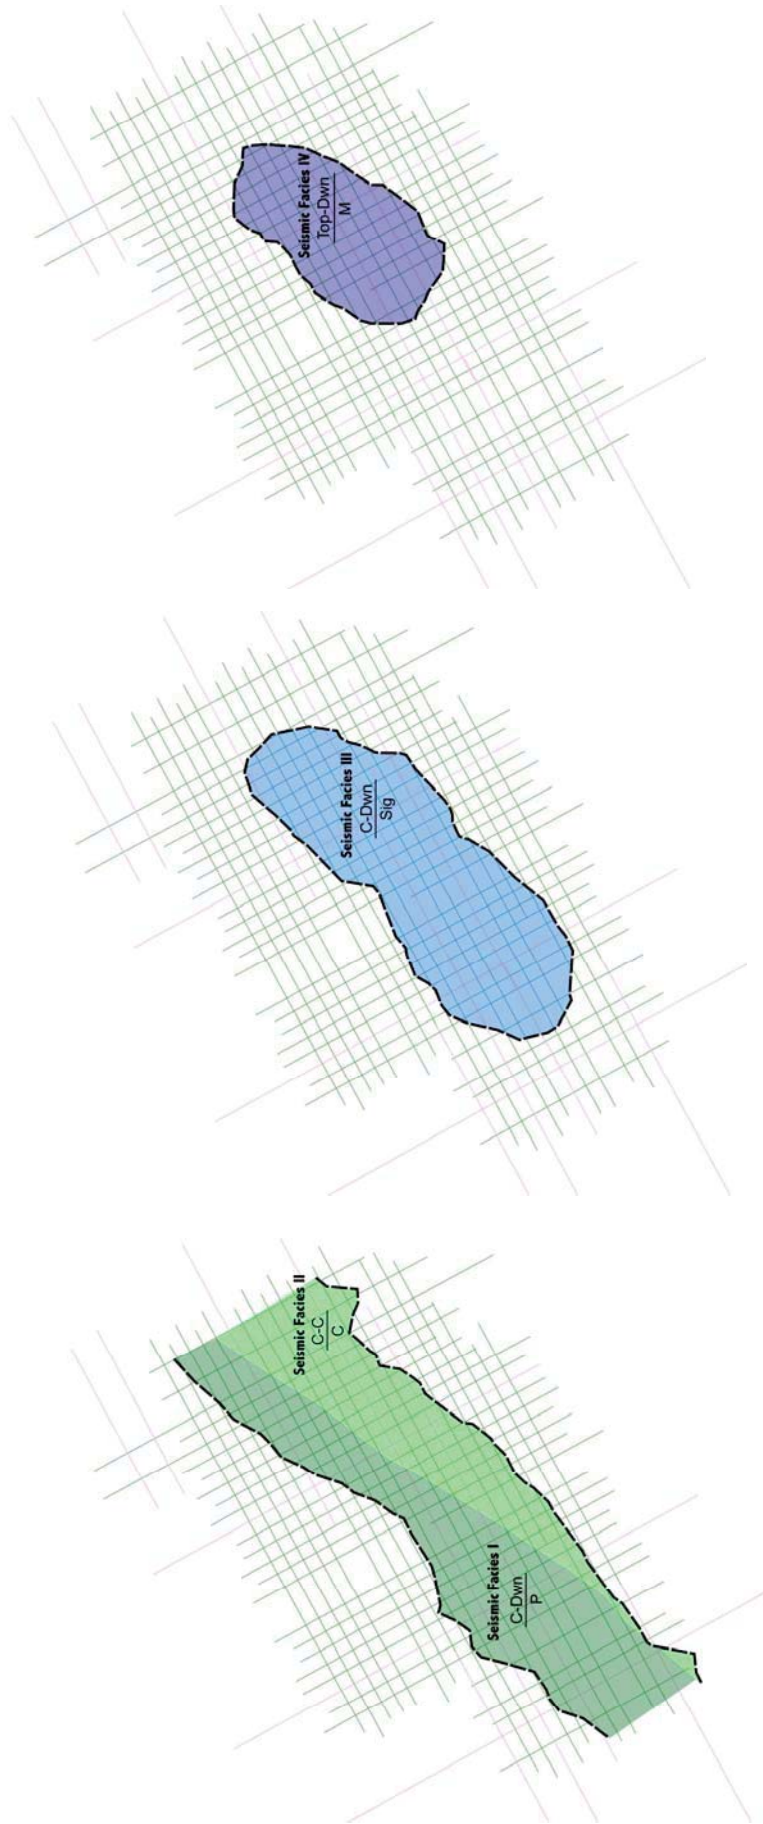 Seismic Facies IV
Top-Dwn
M
Seismic Facies III
C-Dwn
Sig
Seismic Facies II
C-C
C
Seismic Facies I
C-Dwn
P